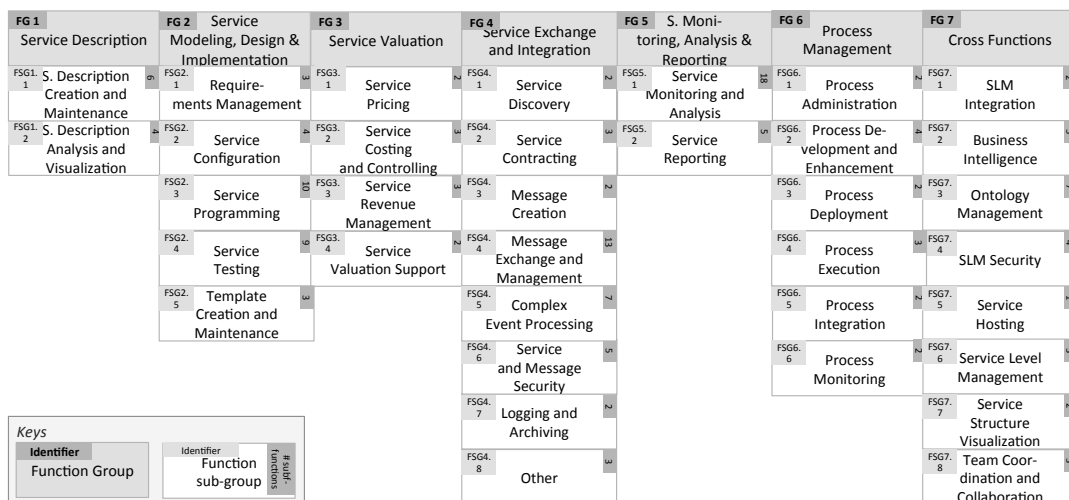 FG 1
Service Description
FG 2
Service
Modeling, Design &
Implementation
FG 3
Service Valuation
FG 4
Service Exchange
and Integration
FG 5
S. Moni-
toring, Analysis &
Reporting
FG 6
Process
Management
FG 7
Cross Functions
FSG1.
1
S. Description
Creation and
Maintenance
6
FSG1.
2
S. Description
Analysis and
Visualization
4
FSG2.
1
Require-
ments Management
3
FSG2.
2
Service
Configuration
4
FSG2.
3
Service
Programming
10
FSG2.
4
Service
Testing
9
FSG2.
5
Template
Creation and
Maintenance
3
FSG3.
1
Service
Pricing
2
FSG3.
2
Service
Costing
and Controlling
3
FSG3.
3
Service
Revenue
Management
3
FSG3.
4
Service
Valuation Support
2
FSG4.
1
Service
Discovery
2
FSG4.
2
Service
Contracting
3
FSG4.
3
Message
Creation
2
FSG4.
4
Message
Exchange and
Management
13
FSG4.
5
Complex
Event Processing
7
FSG4.
6
Service
and Message
Security
5
FSG4.
7
Logging and
Archiving
2
FSG4.
8
Other
3
FSG5.
1
Service
Monitoring and
Analysis
18
FSG5.
2
Service
Reporting
5
FSG6.
1
Process
Administration
2
FSG6.
2
Process De-
velopment and
Enhancement
4
FSG6.
3
Process
Deployment
2
FSG6.
4
Process
Execution
3
FSG6.
5
Process
Integration
2
FSG6.
6
Process
Monitoring
2
FSG7.
1
SLM
Integration
FSG7.
2
Business
Intelligence
FSG7.
3
Ontology
Management
FSG7.
4
SLM Security
FSG7.
5
Service
Hosting
FSG7.
6
Service Level
Management
FSG7.
7
Service
Structure
Visualization
FSG7.
8
Team Coor-
dination and
Collaboration
Keys
Identifier
Function Group
Identifier
Function
sub-group
# subf-
functions